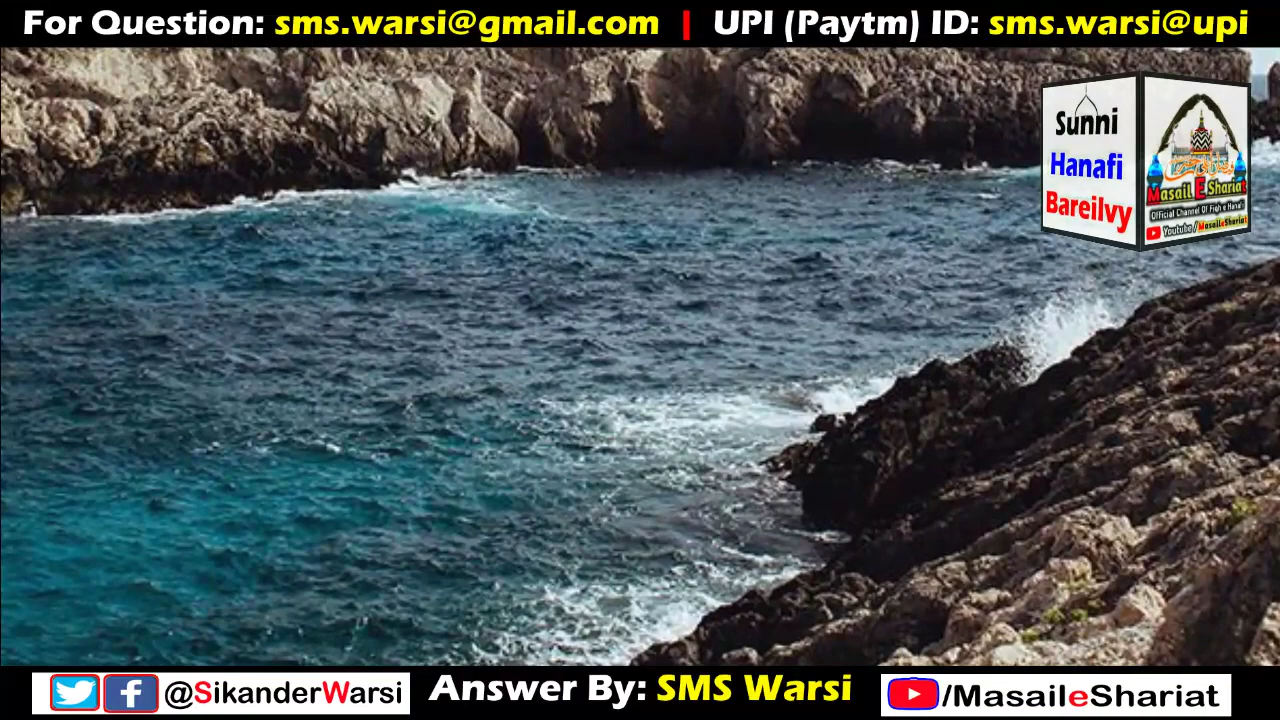 For Question: sms.warsi@gmail.com | UPI (Paytm) ID: sms.warsi@upi
Sunni
Hanafi
Bareilvy
Masail E Shariat
Official Channel Of Fiqh e Hanafi
Youtube/MasaileShariat
@SikanderWarsi
Answer By: SMS Warsi
/MasaileShariat